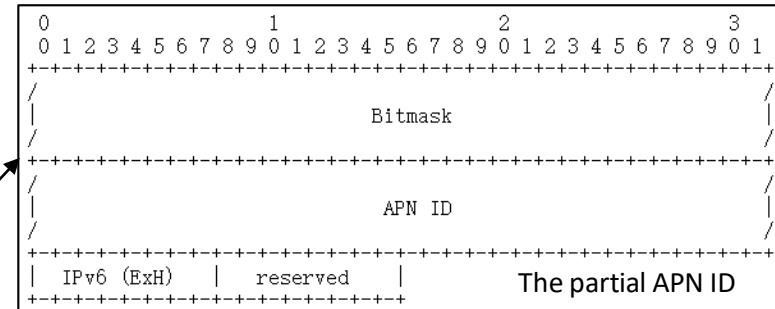 0                   1                   2                   3
0 1 2 3 4 5 6 7 8 9 0 1 2 3 4 5 6 7 8 9 0 1 2 3 4 5 6 7 8 9 0 1
+-+-+-+-+-+-+-+-+-+-+-+-+-+-+-+-+-+-+-+-+-+-+-+-+-+-+-+-+-+-+-+-+
/                                                               /
|                            Bitmask                            |
/                                                               /
+-+-+-+-+-+-+-+-+-+-+-+-+-+-+-+-+-+-+-+-+-+-+-+-+-+-+-+-+-+-+-+-+
/                                                               /
|                            APN ID                             |
/                                                               /
+-+-+-+-+-+-+-+-+-+-+-+-+-+-+-+-+-+-+-+-+-+-+-+-+-+-+-+-+-+-+-+-+
|  IPv6 (ExH)   |   reserved    |          The partial APN ID
+-+-+-+-+-+-+-+-+-+-+-+-+-+-+-+-+